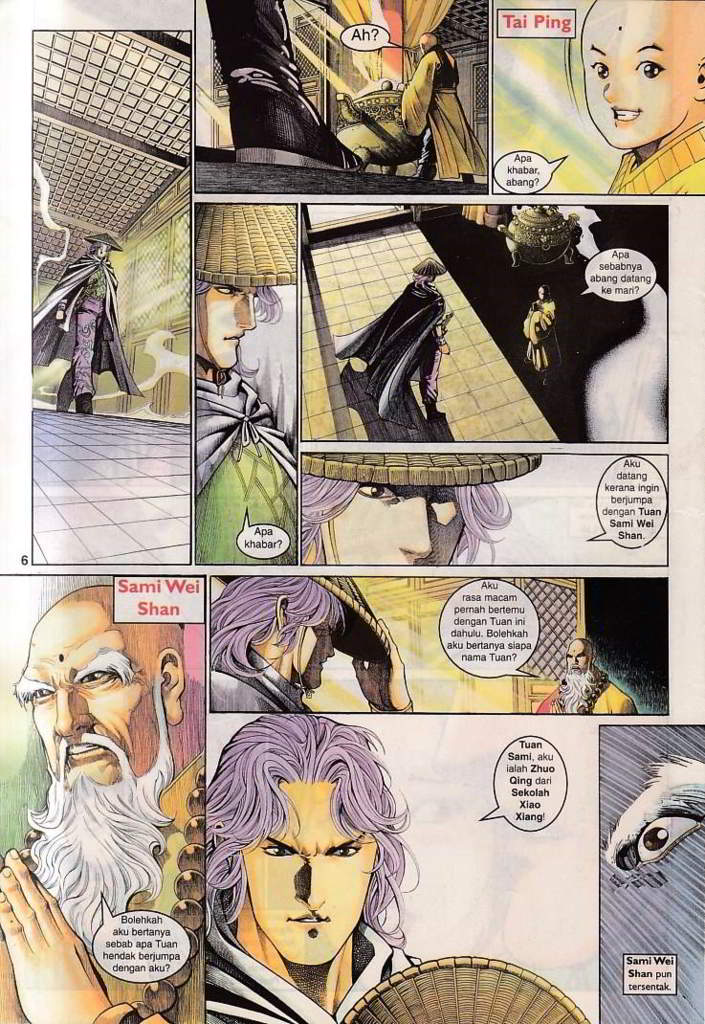 Ah?
Tai Ping
Apa
khabar,
abang?
Apa
sebabnya
abang datang
ke mari?
Apa
khabar?
Aku
datang
kerana ingin
berjumpa
dengan Tuan
Sami Wei
Shan.
6
Sami Wei
Shan
Bolehkah
aku bertanya
sebab apa Tuan
hendak berjumpa
dengan aku?
Aku
rasa macam
pernah bertemu
dengan Tuan ini
dahulu. Bolehkah
aku bertanya siapa
nama Tuan?
Tuan
Sami, aku
ialah Zhuo
Qing dari
Sekolah
Xiao
Xiang!
Sami Wei
Shan pun
tersentak.